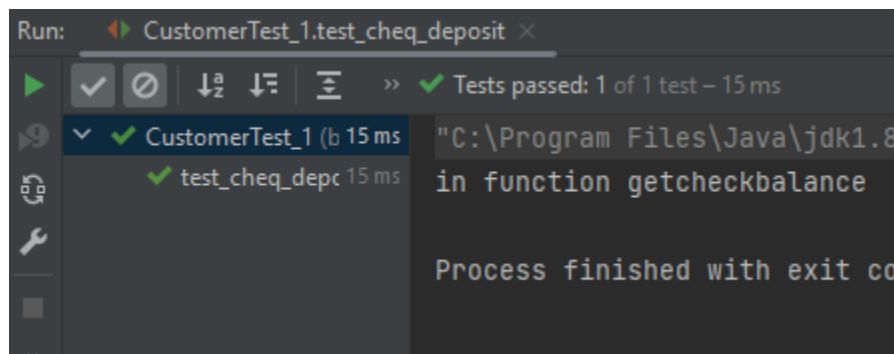 Run: CustomerTest_1.test_cheq_deposit
Tests passed: 1 of 1 test – 15 ms
CustomerTest_1 (b 15 ms
test_cheq_depo 15 ms
"C:\Program Files\Java\jdk1.8
in function getcheckbalance
Process finished with exit co